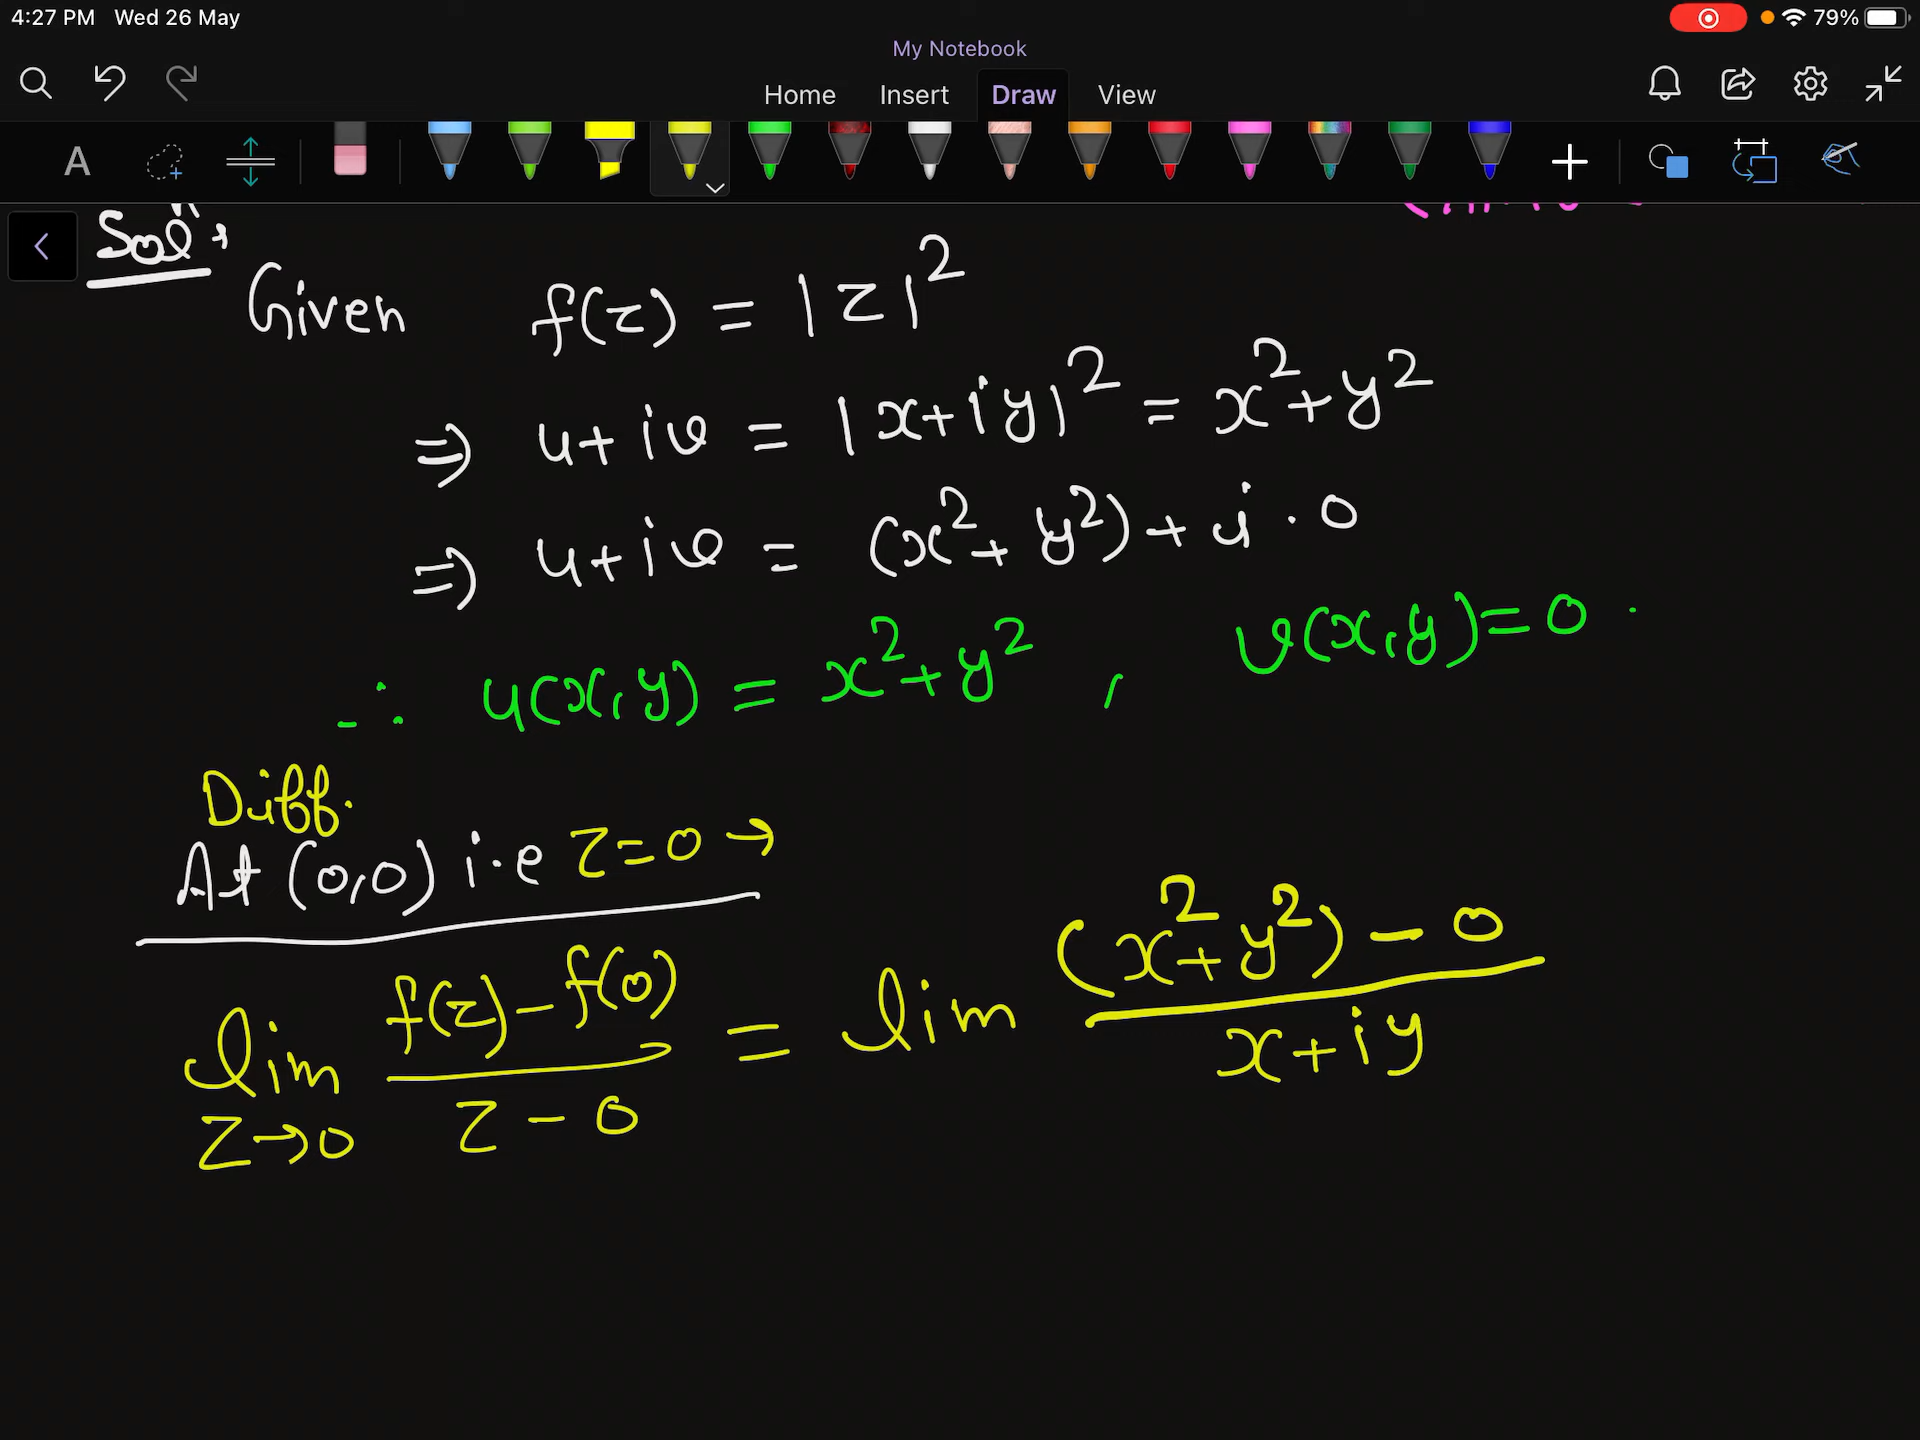 4:27 PM Wed 26 May 79%
My Notebook
Home Insert Draw View
A
Solⁿ:
Given f(z) = |z|²
⇒ u+iv = |x+iy|² = x²+y²
⇒ u+iv = (x²+y²)+i·0
∴ u(x,y) = x²+y² , v(x,y)=0.
Diff.
At (0,0) i.e z=0 →
lim z→0 (f(z)-f(0))/(z-0) = lim ((x²+y²)-0)/(x+iy)